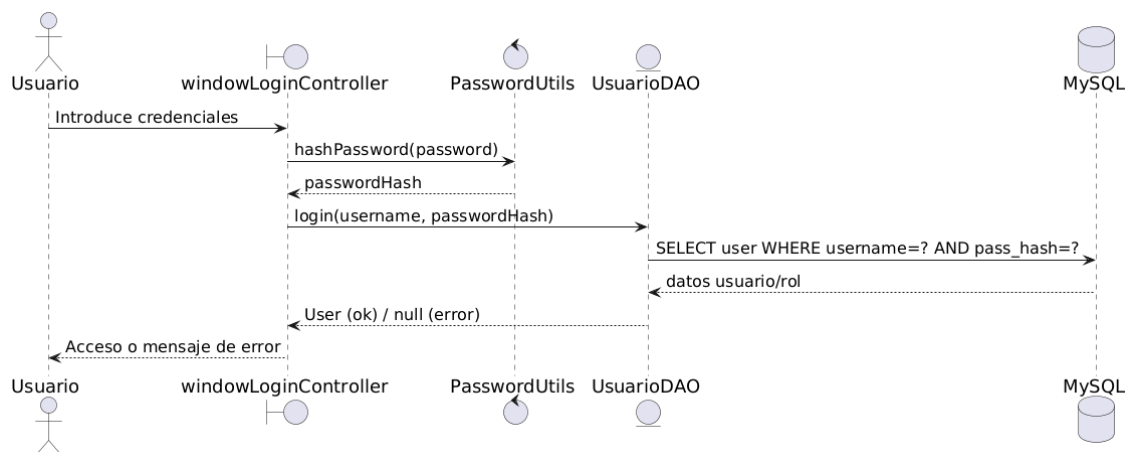 Usuario
windowLoginController
PasswordUtils
UsuarioDAO
MySQL
Introduce credenciales
hashPassword(password)
passwordHash
login(username, passwordHash)
SELECT user WHERE username=? AND pass_hash=?
datos usuario/rol
User (ok) / null (error)
Acceso o mensaje de error
Usuario
windowLoginController
PasswordUtils
UsuarioDAO
MySQL